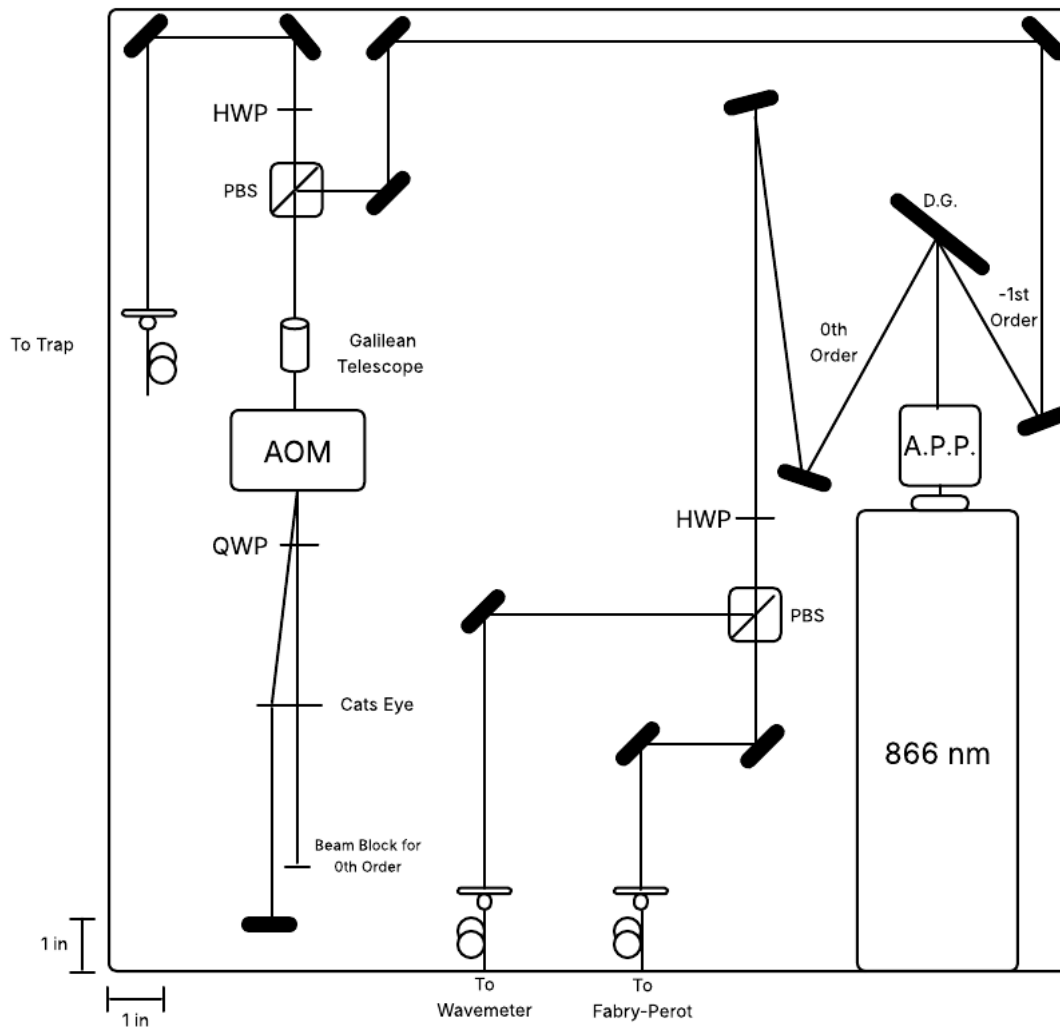 HWP
PBS
D.G.
-1st
Order
To Trap
Galilean
Telescope
0th
Order
AOM
A.P.P.
HWP
QWP
PBS
Cats Eye
866 nm
Beam Block for
0th Order
1 in
To
Wavemeter
To
Fabry-Perot
1 in